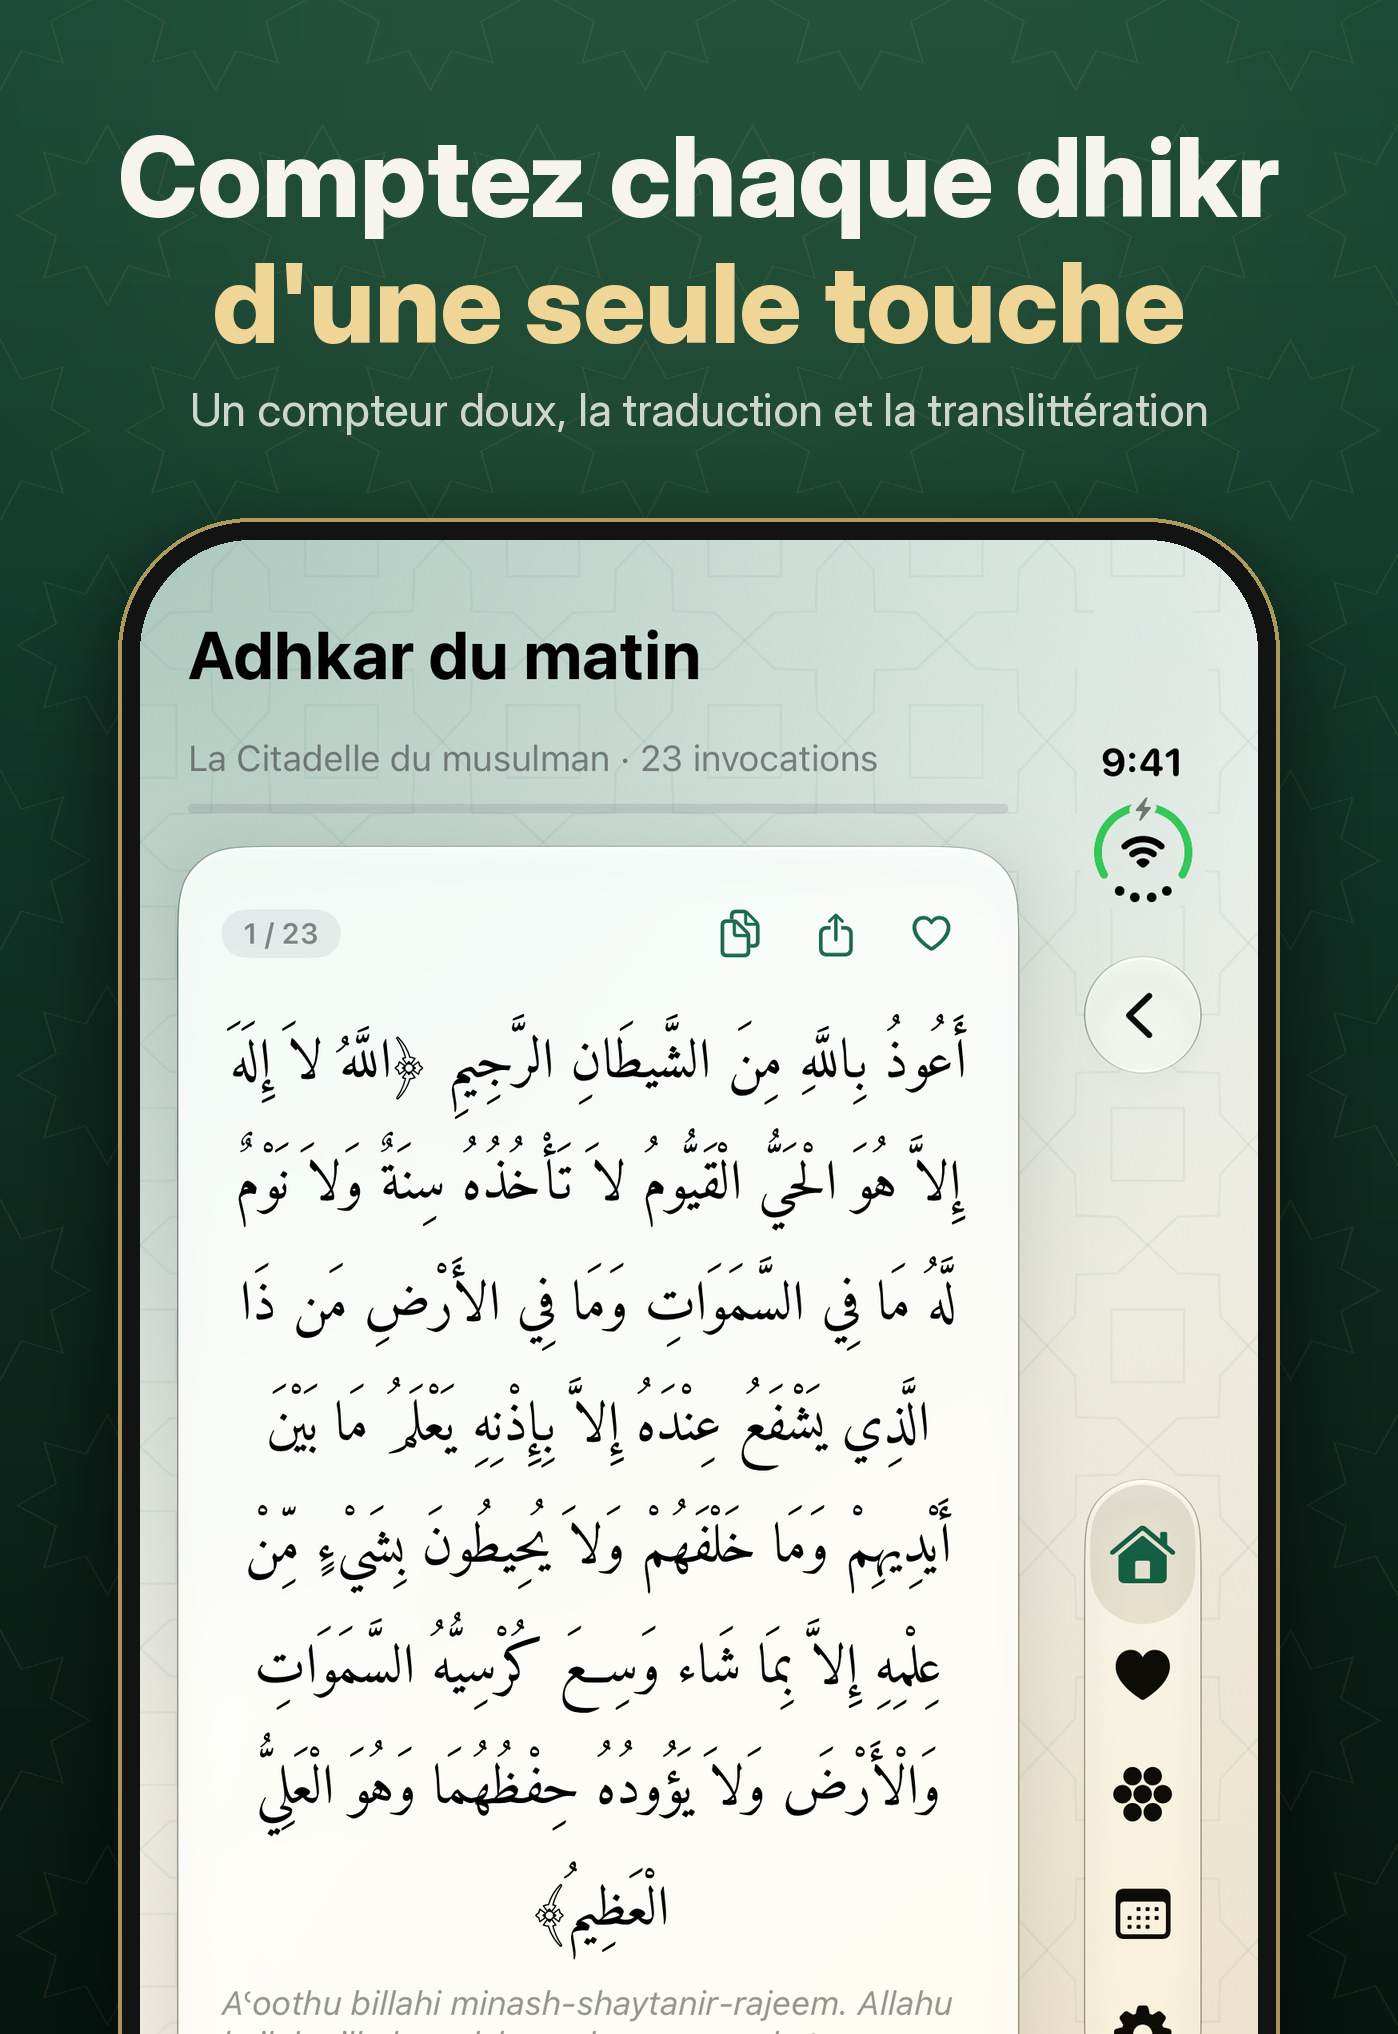 Comptez chaque dhikr
d'une seule touche
Un compteur doux, la traduction et la translittération
Adhkar du matin
La Citadelle du musulman · 23 invocations
9:41
1 / 23
أَعُوذُ بِاللَّهِ مِنَ الشَّيطَانِ الرَّجِيمِ ﴿اللَّهُ لاَ إِلَهَ
إِلاَّ هُوَ الْحَيُّ الْقَيُّومُ لاَ تَأْخُذُهُ سِنَةٌ وَلاَ نَوْمٌ
لَّهُ مَا فِي السَّمَوَاتِ وَمَا فِي الأَرْضِ مَن ذَا
الَّذِي يَشْفَعُ عِنْدَهُ إِلاَّ بِإِذْنِهِ يَعْلَمُ مَا بَيْنَ
أَيْدِيهِمْ وَمَا خَلْفَهُمْ وَلاَ يُحِيطُونَ بِشَيْءٍ مِّنْ
عِلْمِهِ إِلاَّ بِمَا شَاء وَسِـعَ كُرْسِيُّهُ السَّمَوَاتِ
وَالْأَرْضَ وَلاَ يَؤُودُهُ حِفْظُهُمَا وَهُوَ الْعَلِيُّ
الْعَظِيمُ﴾
Aʿoothu billahi minash-shaytanir-rajeem. Allahu